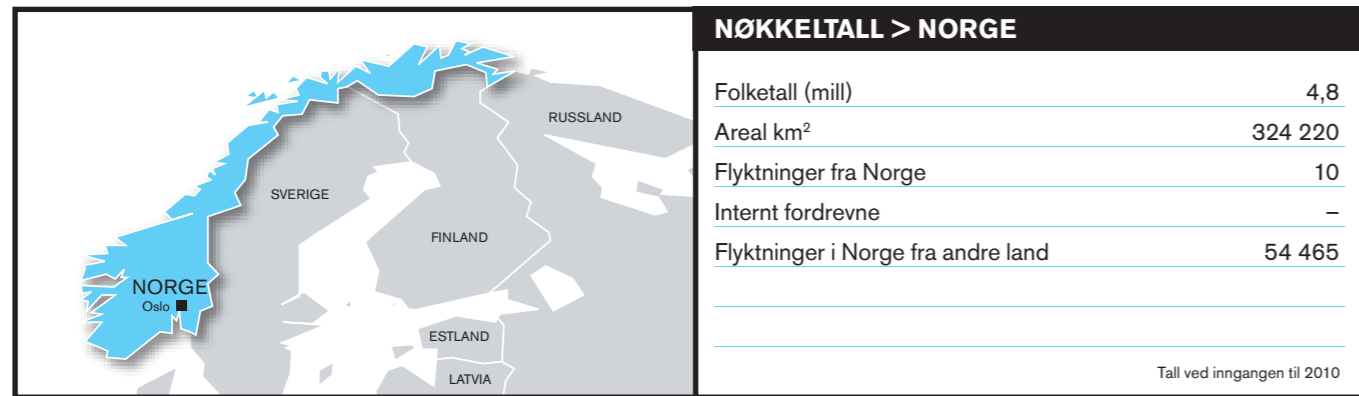 RUSSLAND
SVERIGE
FINLAND
NORGE
Oslo
ESTLAND
LATVIA
NØKKELTALL > NORGE
Folketall (mill) 4,8
Areal km² 324 220
Flyktninger fra Norge 10
Internt fordrevne –
Flyktninger i Norge fra andre land 54 465
Tall ved inngangen til 2010